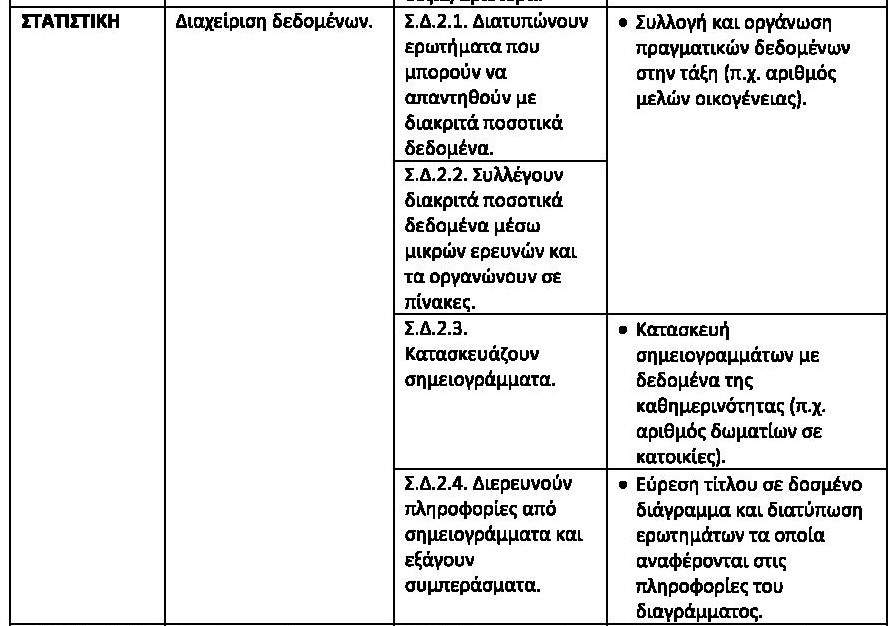 ΣΤΑΤΙΣΤΙΚΗ
Διαχείριση δεδομένων.
Σ.Δ.2.1. Διατυπώνουν
ερωτήματα που
μπορούν να
απαντηθούν με
διακριτά ποσοτικά
δεδομένα.
• Συλλογή και οργάνωση
πραγματικών δεδομένων
στην τάξη (π.χ. αριθμός
μελών οικογένειας).
Σ.Δ.2.2. Συλλέγουν
διακριτά ποσοτικά
δεδομένα μέσω
μικρών ερευνών και
τα οργανώνουν σε
πίνακες.
Σ.Δ.2.3.
Κατασκευάζουν
σημειογράμματα.
• Κατασκευή
σημειογραμμάτων με
δεδομένα της
καθημερινότητας (π.χ.
αριθμός δωματίων σε
κατοικίες).
Σ.Δ.2.4. Διερευνούν
πληροφορίες από
σημειογράμματα και
εξάγουν
συμπεράσματα.
• Εύρεση τίτλου σε δοσμένο
διάγραμμα και διατύπωση
ερωτημάτων τα οποία
αναφέρονται στις
πληροφορίες του
διαγράμματος.